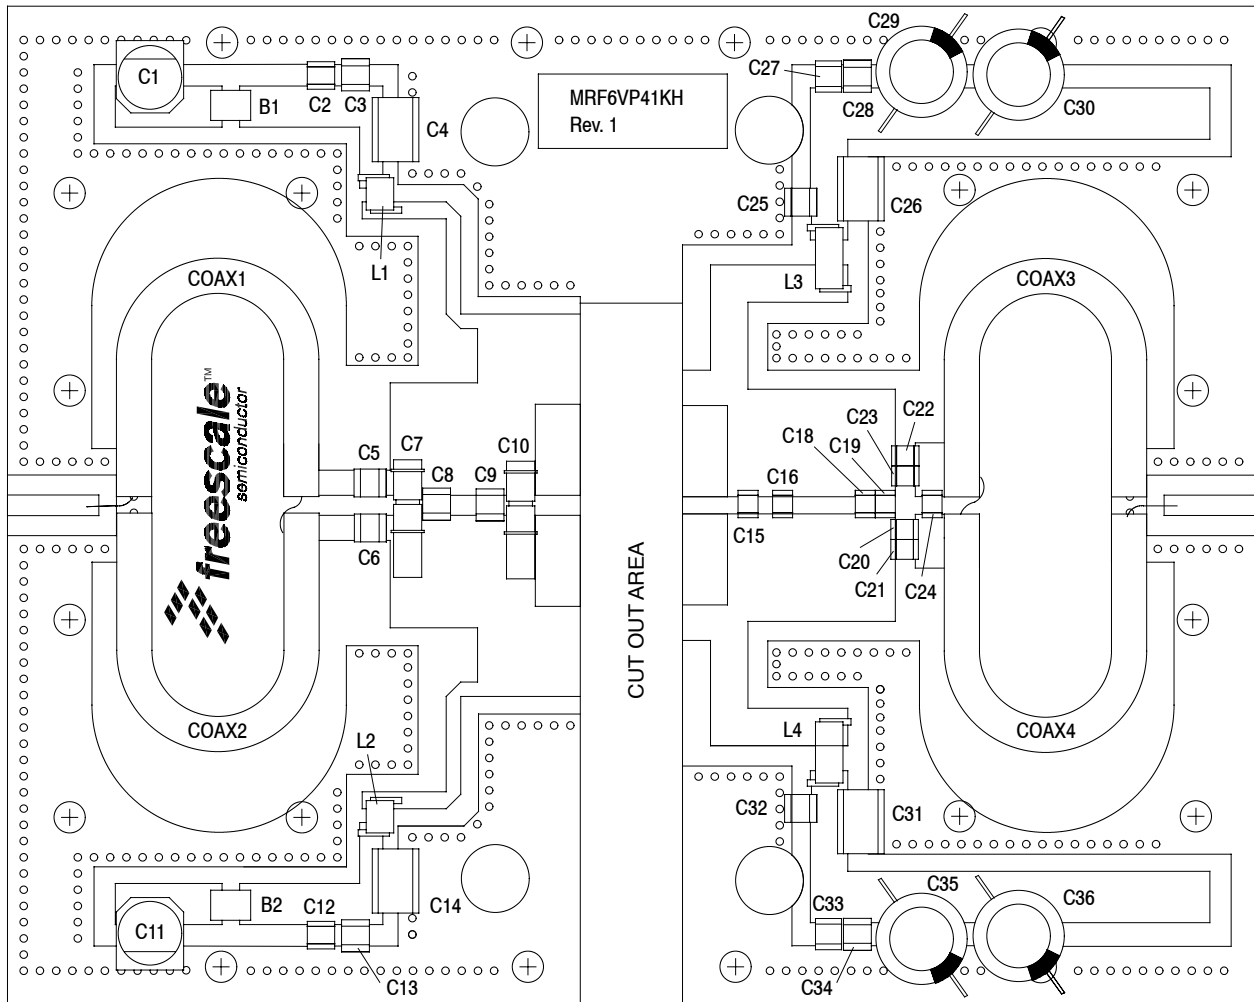 C29
C1
C2
C3
B1
C4
MRF6VP41KH
Rev. 1
C27
C28
C30
C25
C26
L1
L3
COAX1
COAX3
freescale™
semiconductor
C5
C7
C8
C9
C10
C6
CUT OUT AREA
C15
C16
C18
C19
C23
C22
C20
C21
C24
COAX2
COAX4
L2
L4
C32
C31
B2
C12
C14
C11
C13
C33
C34
C35
C36